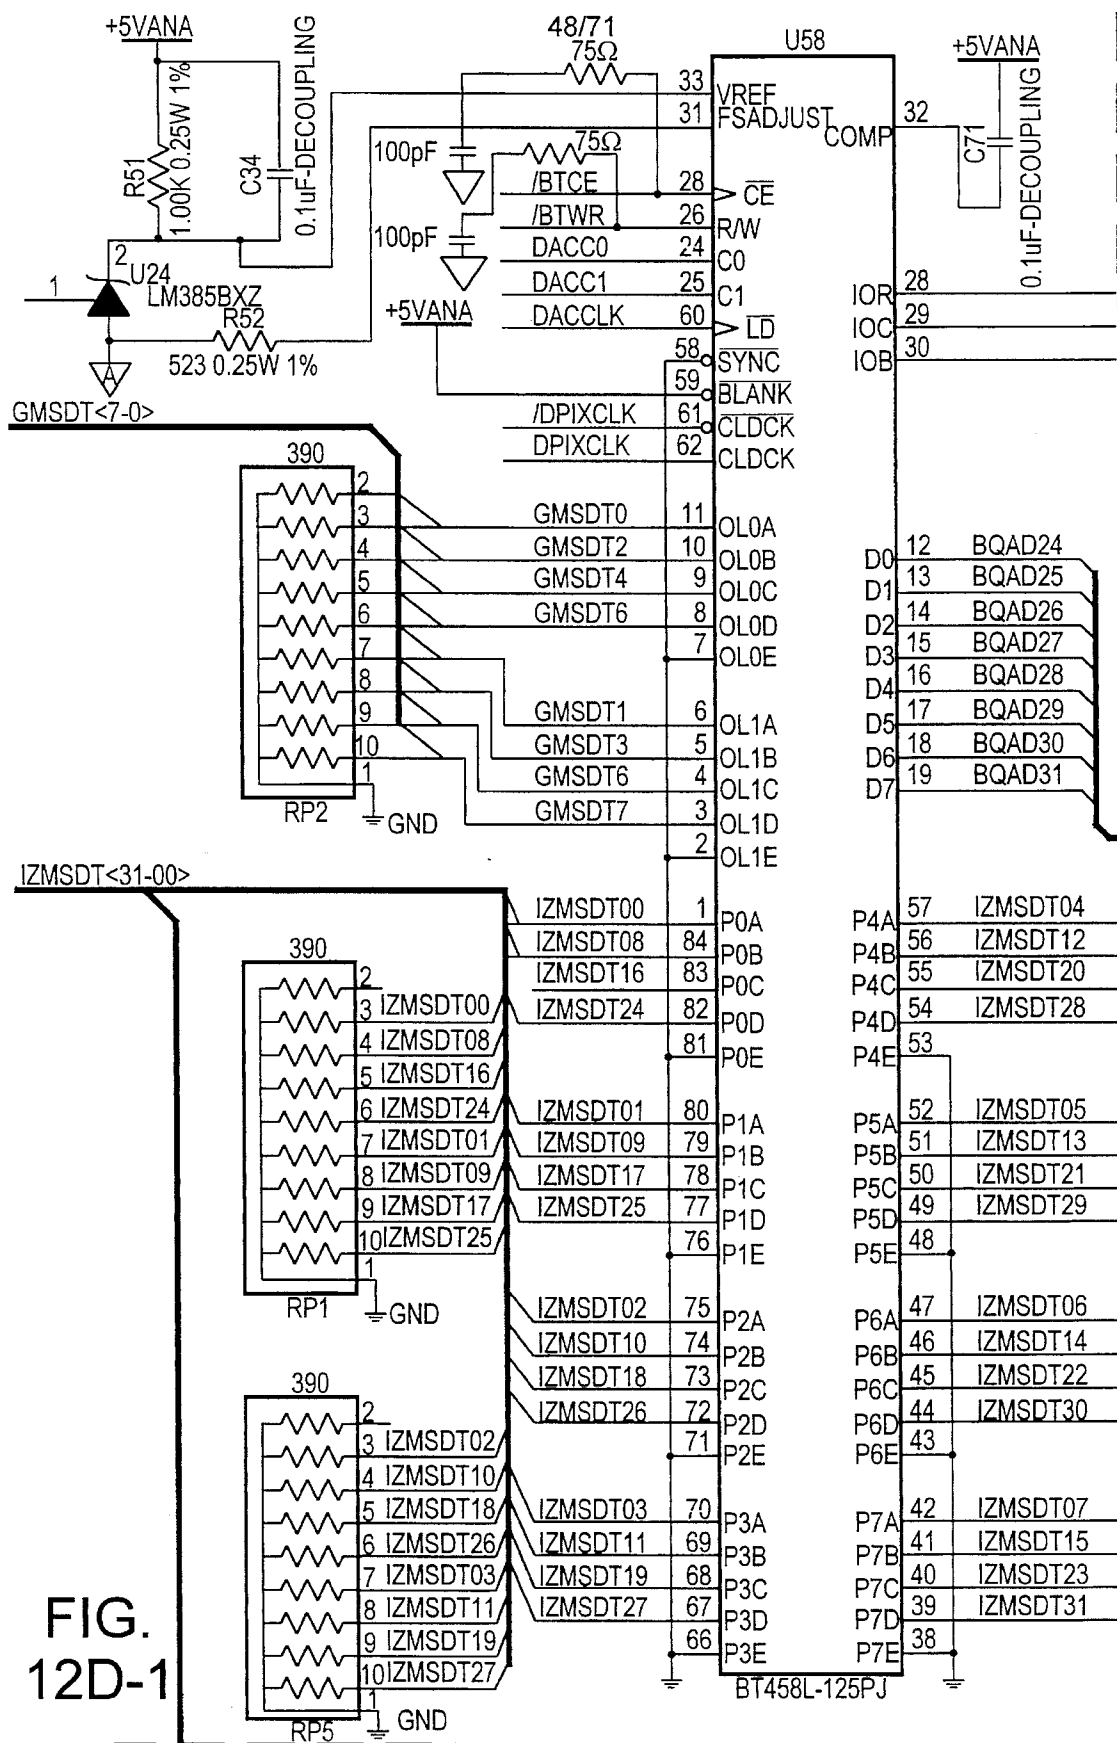 +5VANA
R51
1.00K 0.25W 1%
C34
0.1uF-DECOUPLING
2
1
U24
LM385BXZ
R52
523 0.25W 1%
A
48/71
75Ω
100pF
75Ω
100pF
+5VANA
U58
33 VREF
31 FSADJUST
/BTCE 28 CE
/BTWR 26 R/W
DACC0 24 C0
DACC1 25 C1
DACCLK 60 LD
58 SYNC
59 BLANK
/DPIXCLK 61 CLDCK
DPIXCLK 62 CLDCK
+5VANA
COMP 32
C71
0.1uF-DECOUPLING
IOR 28
IOC 29
IOB 30
GMSDT<7-0>
390
2
3
4
5
6
7
8
9
10
1
RP2
GND
GMSDT0 11 OL0A
GMSDT2 10 OL0B
GMSDT4 9 OL0C
GMSDT6 8 OL0D
7 OL0E
GMSDT1 6 OL1A
GMSDT3 5 OL1B
GMSDT6 4 OL1C
GMSDT7 3 OL1D
2 OL1E
D0 12 BQAD24
D1 13 BQAD25
D2 14 BQAD26
D3 15 BQAD27
D4 16 BQAD28
D5 17 BQAD29
D6 18 BQAD30
D7 19 BQAD31
IZMSDT<31-00>
390
2
3 IZMSDT00
4 IZMSDT08
5 IZMSDT16
6 IZMSDT24
7 IZMSDT01
8 IZMSDT09
9 IZMSDT17
10 IZMSDT25
1
RP1
GND
390
2
3 IZMSDT02
4 IZMSDT10
5 IZMSDT18
6 IZMSDT26
7 IZMSDT03
8 IZMSDT11
9 IZMSDT19
10 IZMSDT27
1
RP5
GND
IZMSDT00 1 P0A
IZMSDT08 84 P0B
IZMSDT16 83 P0C
IZMSDT24 82 P0D
81 P0E
IZMSDT01 80 P1A
IZMSDT09 79 P1B
IZMSDT17 78 P1C
IZMSDT25 77 P1D
76 P1E
IZMSDT02 75 P2A
IZMSDT10 74 P2B
IZMSDT18 73 P2C
IZMSDT26 72 P2D
71 P2E
IZMSDT03 70 P3A
IZMSDT11 69 P3B
IZMSDT19 68 P3C
IZMSDT27 67 P3D
66 P3E
P4A 57 IZMSDT04
P4B 56 IZMSDT12
P4C 55 IZMSDT20
P4D 54 IZMSDT28
P4E 53
P5A 52 IZMSDT05
P5B 51 IZMSDT13
P5C 50 IZMSDT21
P5D 49 IZMSDT29
P5E 48
P6A 47 IZMSDT06
P6B 46 IZMSDT14
P6C 45 IZMSDT22
P6D 44 IZMSDT30
P6E 43
P7A 42 IZMSDT07
P7B 41 IZMSDT15
P7C 40 IZMSDT23
P7D 39 IZMSDT31
P7E 38
BT458L-125PJ
FIG.
12D-1